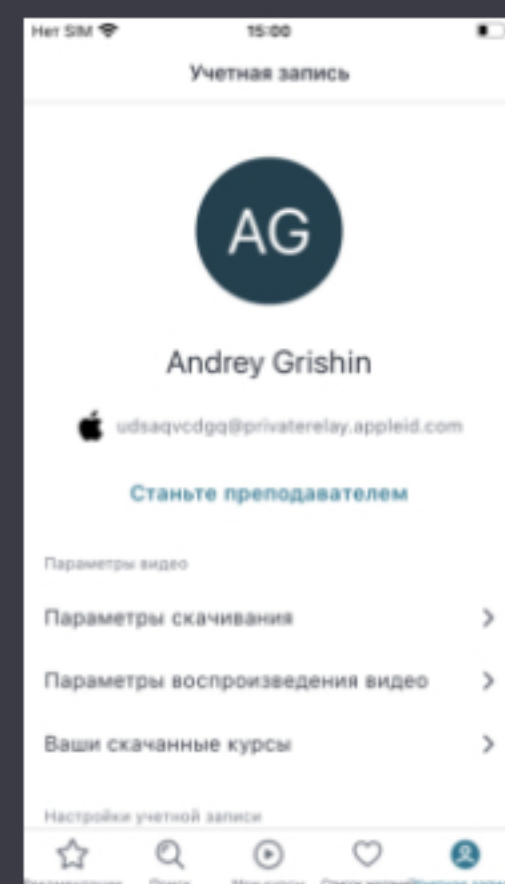 Нет SIM 15:00
Учетная запись
AG
Andrey Grishin
udsaqvcdgq@privaterelay.appleid.com
Станьте преподавателем
Параметры видео
Параметры скачивания
Параметры воспроизведения видео
Ваши скачанные курсы
Настройки учетной записи